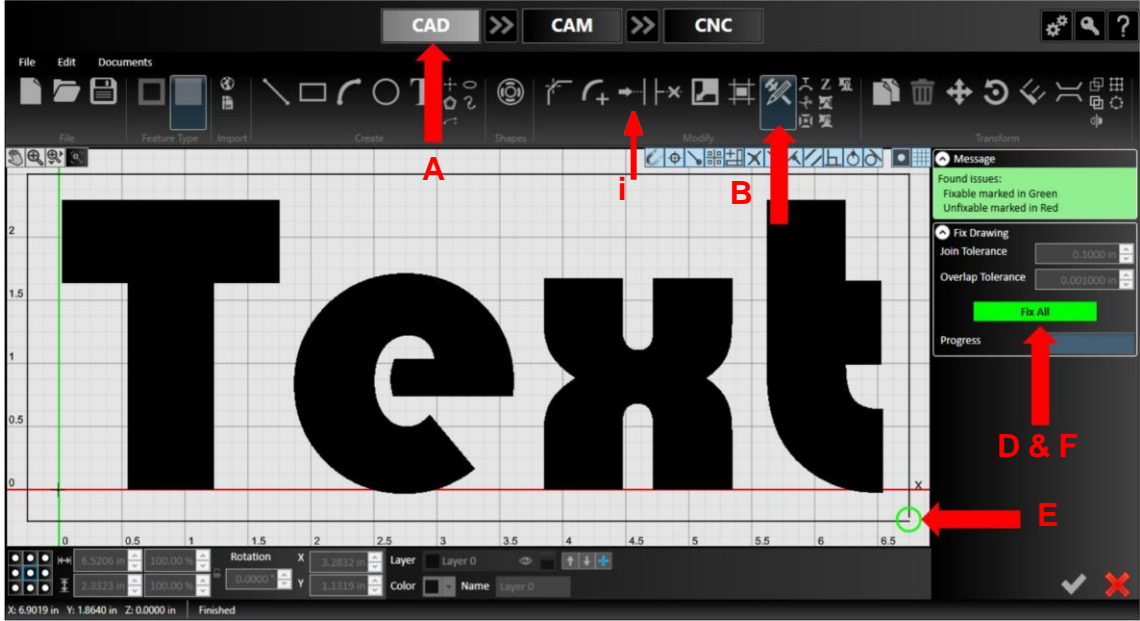 CAD >> CAM >> CNC
File Edit Documents
File Feature Type Import Create Shapes Modify Transform
A
i
B
Message
Found issues:
Fixable marked in Green
Unfixable marked in Red
Fix Drawing
Join Tolerance 0.1000 in
Overlap Tolerance 0.001000 in
Fix All
Progress
D & F
E
Text
2
1.5
1
0.5
0
X
0 0.5 1 1.5 2 2.5 3 3.5 4 4.5 5 5.5 6 6.5
6.5206 in 100.00 % Rotation X 3.2832 in Layer Layer 0
2.3323 in 100.00 % 0.0000 ° Y 1.1319 in Color Name Layer 0
X: 6.9019 in Y: 1.8640 in Z: 0.0000 in Finished